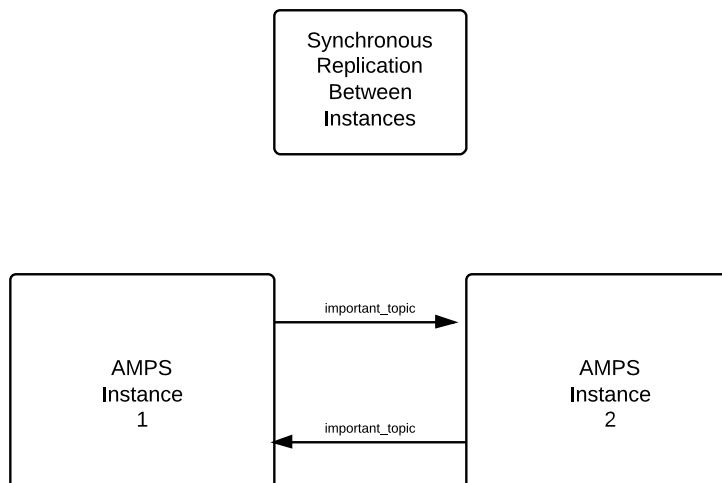 Synchronous
Replication
Between
Instances
important_topic
AMPS
Instance
1
AMPS
Instance
2
important_topic